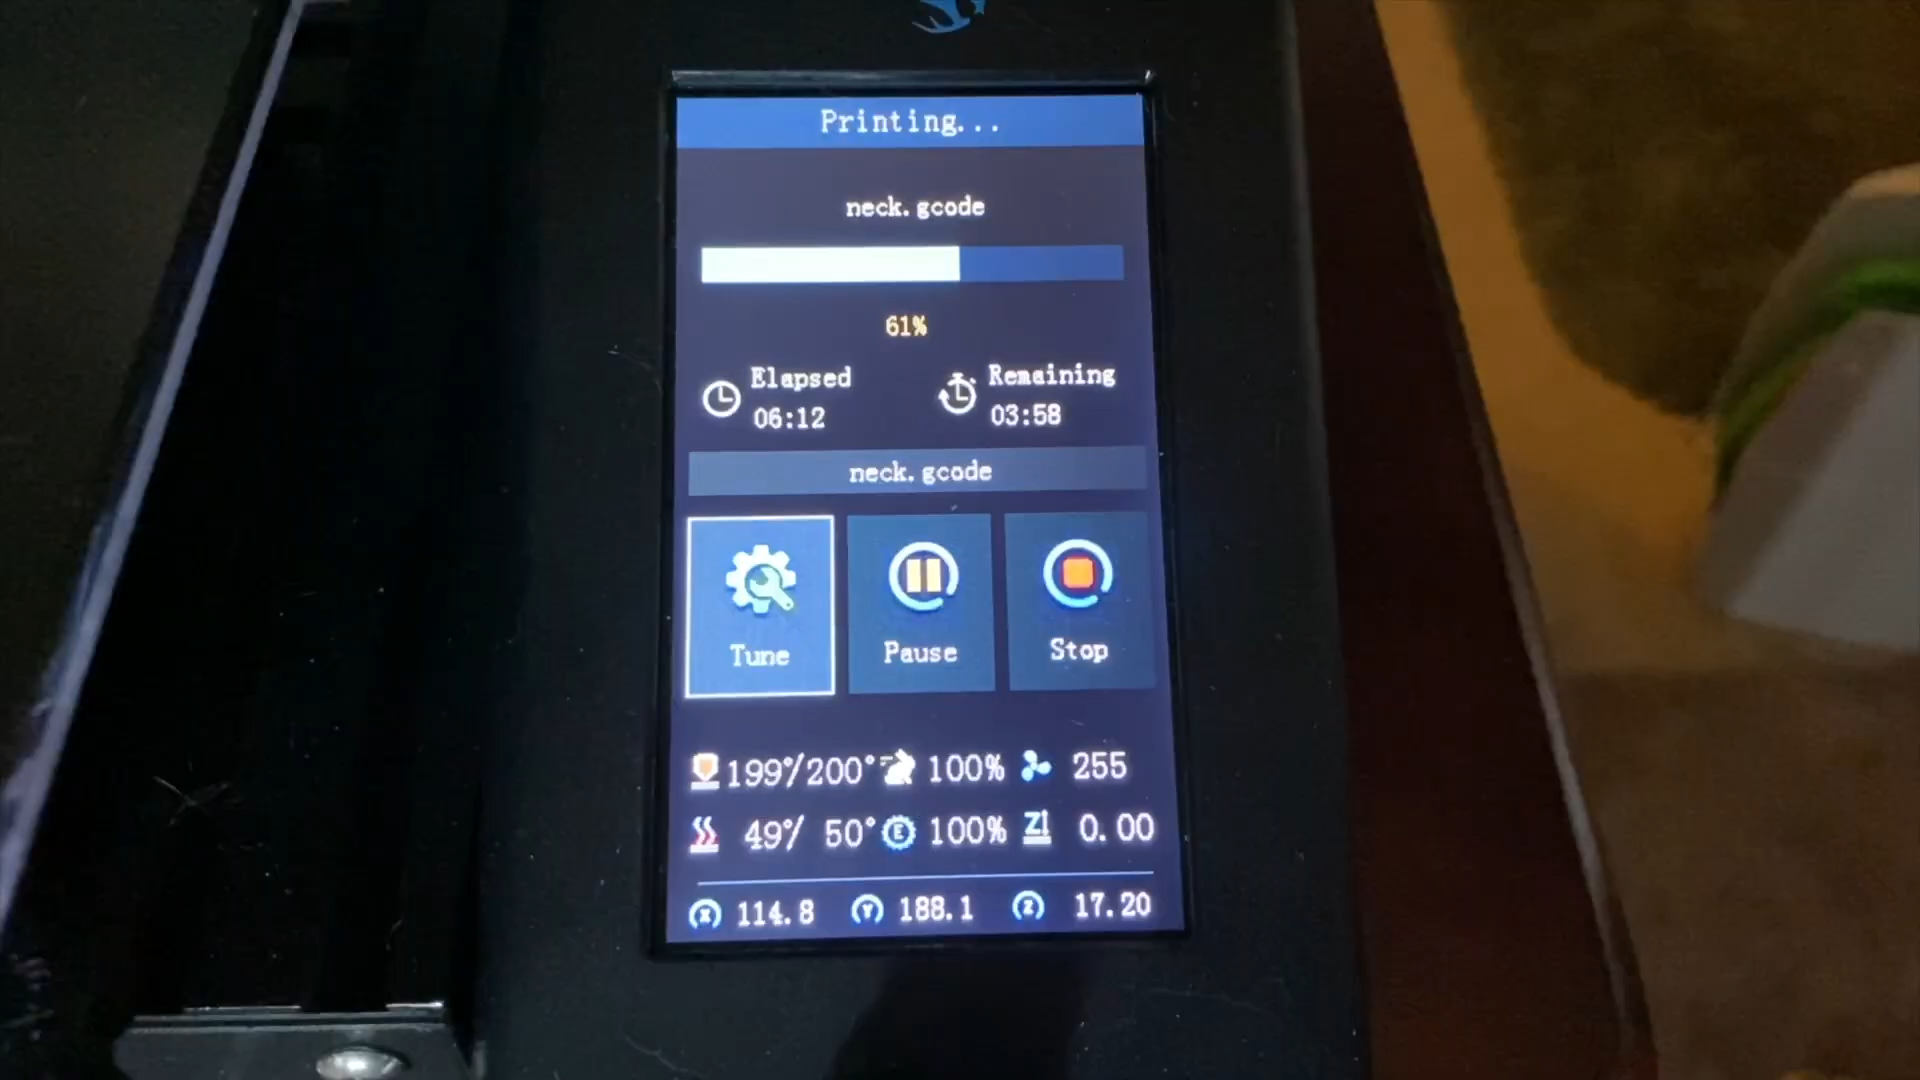 Printing...
neck.gcode
61%
Elapsed
06:12
Remaining
03:58
neck.gcode
Tune
Pause
Stop
199°/200° 100% 255
49°/ 50° E 100% Z 0.00
X 114.8 Y 188.1 Z 17.20